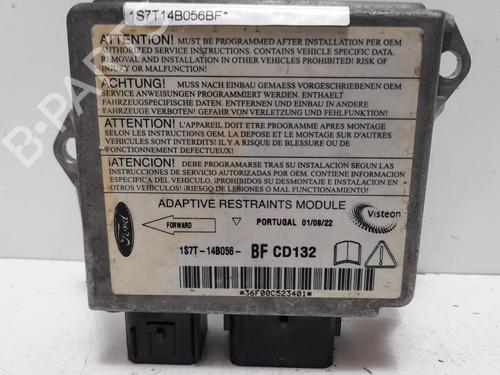 1S7T14B056BF*
ATTENTION! MUST BE PROGRAMMED AFTER INSTALLATION PER OEM
AUTHORIZED SERVICE INSTRUCTIONS. CONTAINS VEHICLE SPECIFIC DATA.
REMOVAL AND INSTALLATION IN OTHER VEHICLES PROHIBITED! RISK OF
INJURY OR MALFUNCTION!
ACHTUNG! MUSS NACH EINBAU GEMAESS VORGESCHRIEBENEN OEM
SERVICE ANWEISUNGEN PROGRAMMIERT WERDEN. ENTHAELT
FAHRZEUGSPEZIFISCHE DATEN. ENTFERNEN UND EINBAU IN ANDERE
FAHRZEUGE VERBOTEN! GEFAHR VON VERLETZUNG UND FEHLFUNKTION!
ATTENTION! L'APPAREIL DOIT ETRE PROGRAMME APRES MONTAGE
SELON LES INSTRUCTIONS OEM. LA DEPOSE ET LE MONTAGE SUR D'AUTRES
VEHICULES SONT INTERDITS! IL Y A RISQUE DE BLESSURE OU DE
FONCTIONNEMENT DEFECTUEUX!
¡ATENCION! DEBE PROGRAMARSE TRAS SU INSTALACION SEGUN LAS
INSTRUCCIONES DE SERVICIO AUTORIZADAS POR OEM. CONTIENE INFORMACION
ESPECIFICA DEL VEHICULO. ¡PROHIBIDO SU DESMONTAJE E INSTALACION EN
OTROS VEHICULOS! ¡RIESGO DE LESIONES O MAL FUNCIONAMIENTO!
ADAPTIVE RESTRAINTS MODULE
Ford FORWARD PORTUGAL 01/08/22 Visteon
1S7T-14B056- BF CD132
*36F00C523401*
B-PARTS